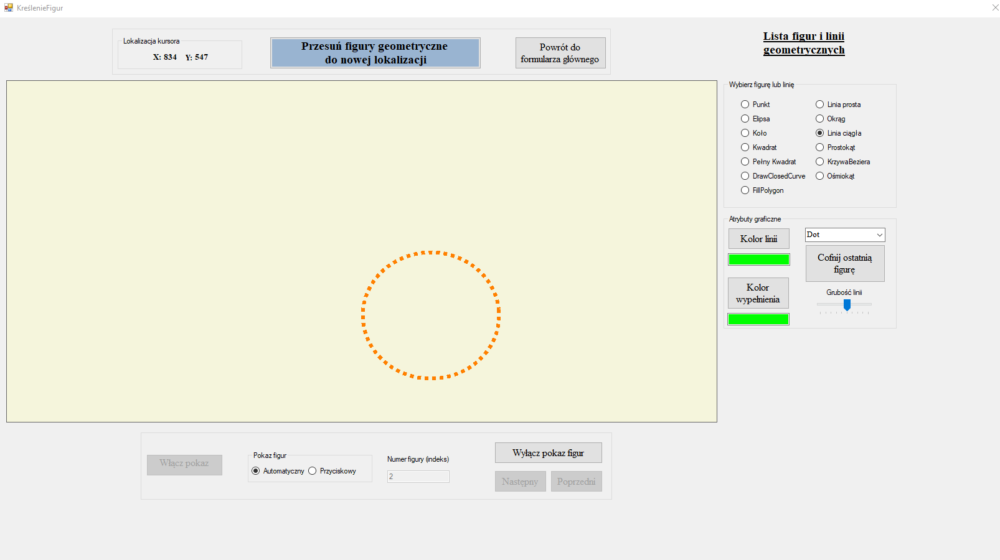 KreślenieFigur
Lokalizacja kursora
X: 834 Y: 547
Przesuń figury geometryczne
do nowej lokalizacji
Powrót do
formularza głównego
Lista figur i linii
geometrycznych
Wybierz figurę lub linię
Punkt
Linia prosta
Elipsa
Okrąg
Koło
Linia ciągła
Kwadrat
Prostokąt
Pełny Kwadrat
KrzywaBeziera
DrawClosedCurve
Ośmiokąt
FillPolygon
Atrybuty graficzne
Kolor linii
Dot
Cofnij ostatnią
figurę
Kolor
wypełnienia
Grubość linii
Włącz pokaz
Pokaz figur
Automatyczny
Przyciskowy
Numer figury (indeks)
2
Wyłącz pokaz figur
Następny
Poprzedni